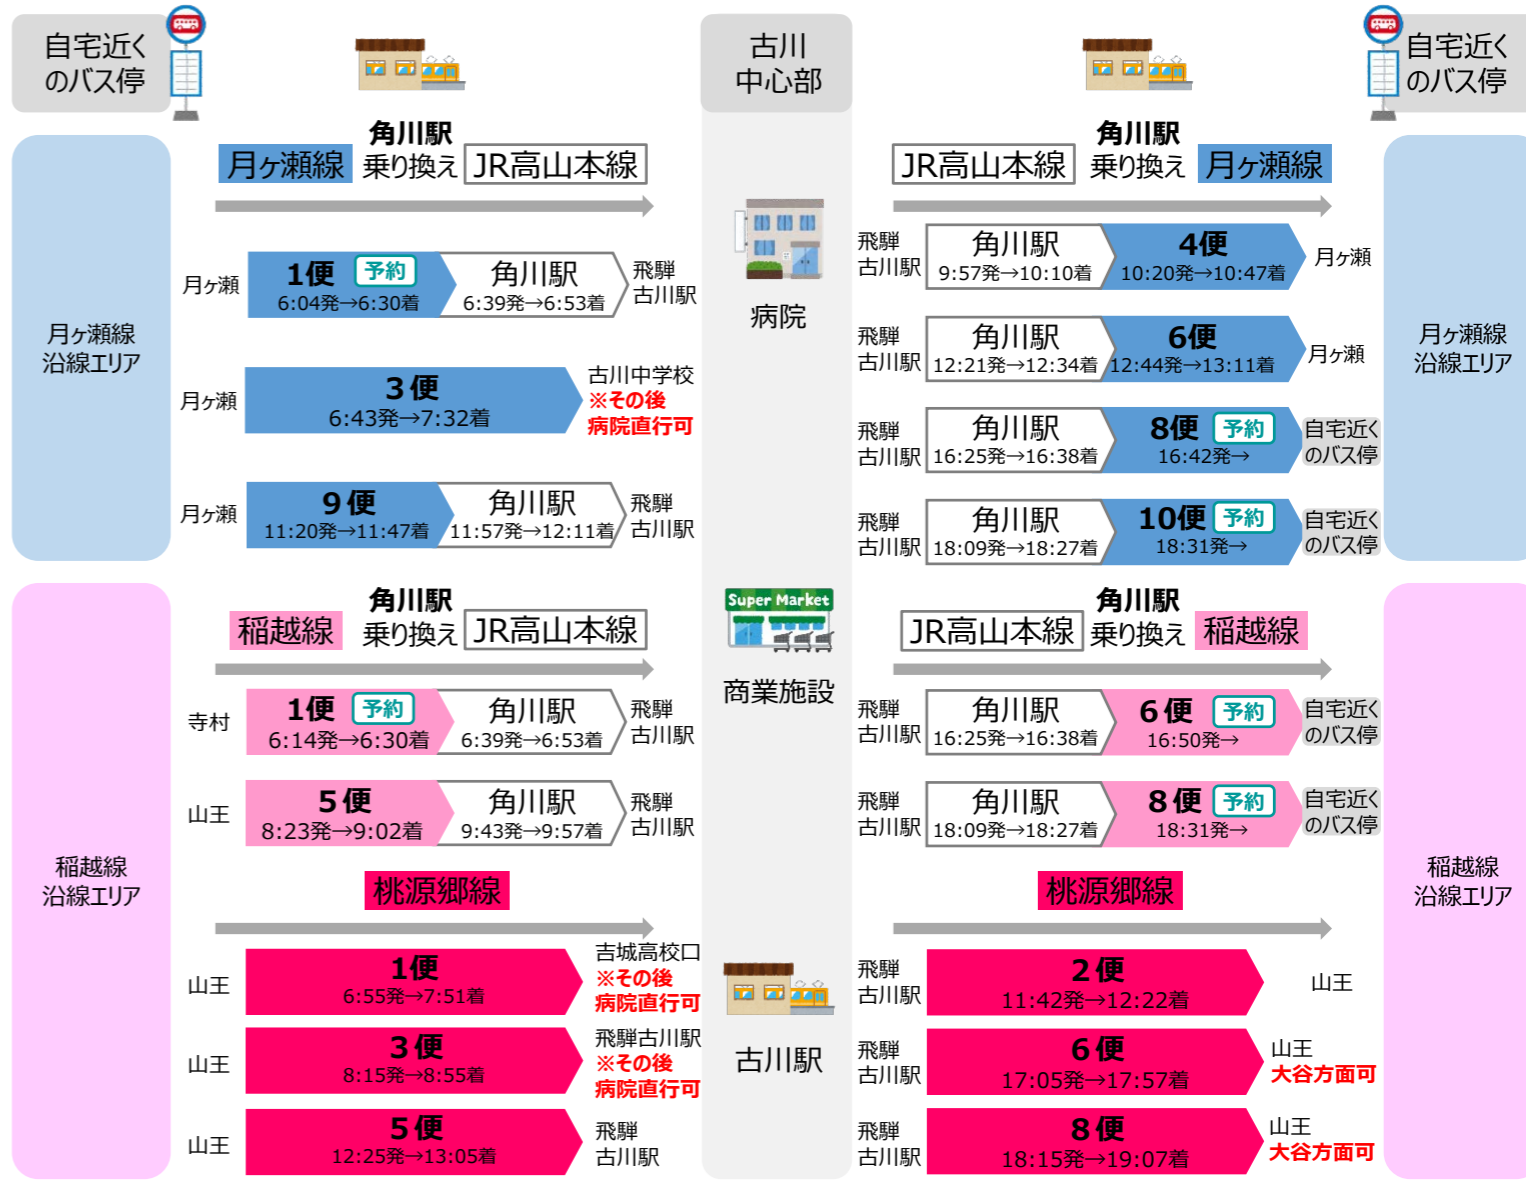 自宅近く
のバス停
古川
中心部
自宅近く
のバス停
月ヶ瀬線
沿線エリア
角川駅
月ヶ瀬線 乗り換え JR高山本線
月ヶ瀬
1便 予約
6:04発→6:30着
角川駅
6:39発→6:53着
飛騨
古川駅
月ヶ瀬
3便
6:43発→7:32着
古川中学校
※その後
病院直行可
月ヶ瀬
9便
11:20発→11:47着
角川駅
11:57発→12:11着
飛騨
古川駅
稲越線
沿線エリア
角川駅
稲越線 乗り換え JR高山本線
寺村
1便 予約
6:14発→6:30着
角川駅
6:39発→6:53着
飛騨
古川駅
山王
5便
8:23発→9:02着
角川駅
9:43発→9:57着
飛騨
古川駅
桃源郷線
山王
1便
6:55発→7:51着
吉城高校口
※その後
病院直行可
山王
3便
8:15発→8:55着
飛騨古川駅
※その後
病院直行可
山王
5便
12:25発→13:05着
飛騨
古川駅
病院
Super Market
商業施設
古川駅
角川駅
JR高山本線 乗り換え 月ヶ瀬線
飛騨
古川駅
角川駅
9:57発→10:10着
4便
10:20発→10:47着
月ヶ瀬
飛騨
古川駅
角川駅
12:21発→12:34着
6便
12:44発→13:11着
月ヶ瀬
飛騨
古川駅
角川駅
16:25発→16:38着
8便 予約
16:42発→
自宅近く
のバス停
飛騨
古川駅
角川駅
18:09発→18:27着
10便 予約
18:31発→
自宅近く
のバス停
月ヶ瀬線
沿線エリア
角川駅
JR高山本線 乗り換え 稲越線
飛騨
古川駅
角川駅
16:25発→16:38着
6便 予約
16:50発→
自宅近く
のバス停
飛騨
古川駅
角川駅
18:09発→18:27着
8便 予約
18:31発→
自宅近く
のバス停
桃源郷線
飛騨
古川駅
2便
11:42発→12:22着
山王
飛騨
古川駅
6便
17:05発→17:57着
山王
大谷方面可
飛騨
古川駅
8便
18:15発→19:07着
山王
大谷方面可
稲越線
沿線エリア